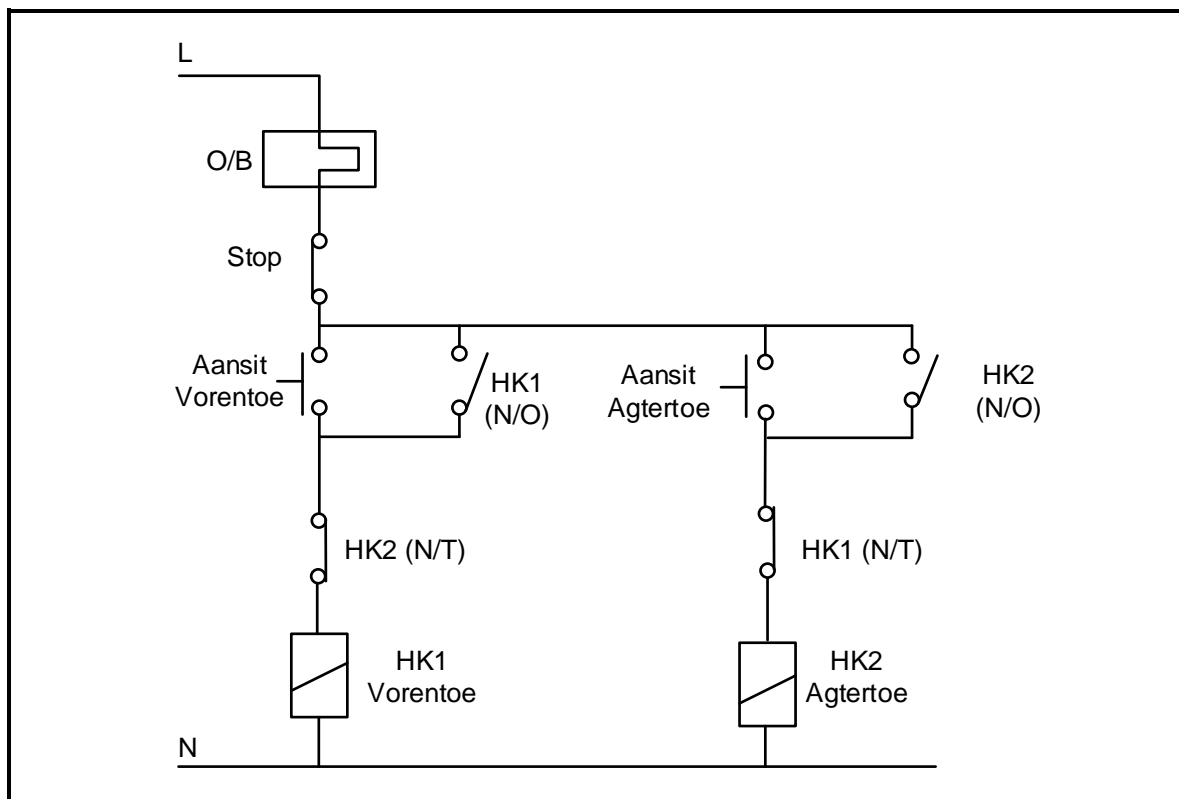 L
O/B
Stop
Aansit
Vorentoe
HK1
(N/O)
Aansit
Agtertoe
HK2
(N/O)
HK2 (N/T)
HK1 (N/T)
HK1
Vorentoe
HK2
Agtertoe
N